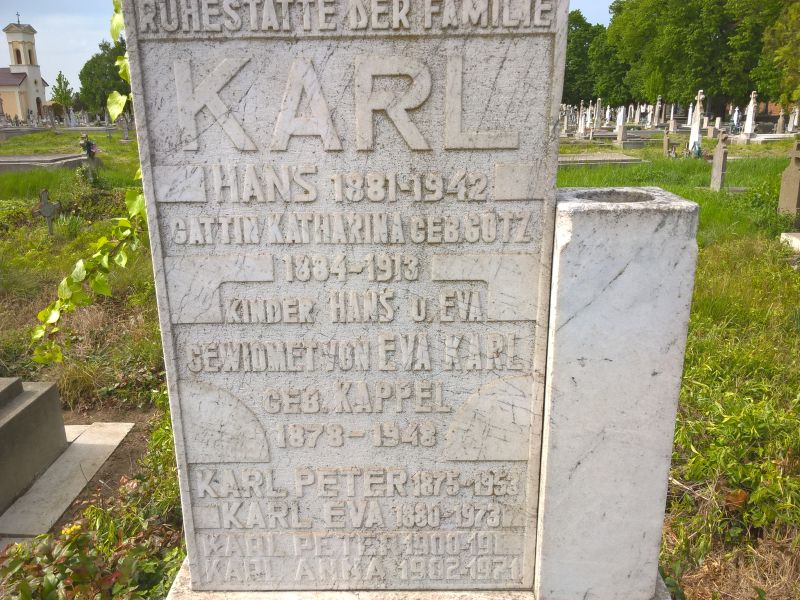 RUHESTÄTTE DER FAMILIE
KARL
HANS 1881-1942
GATTIN KATHARINA GEB. GÖTZ
1884-1913
KINDER HANS U. EVA
GEWIDMET VON EVA KARL
GEB. KAPPEL
1878-1948
KARL PETER 1875-1953
KARL EVA 1880-1973
KARL PETER 1900-19
KARL ANNA 1902-1971